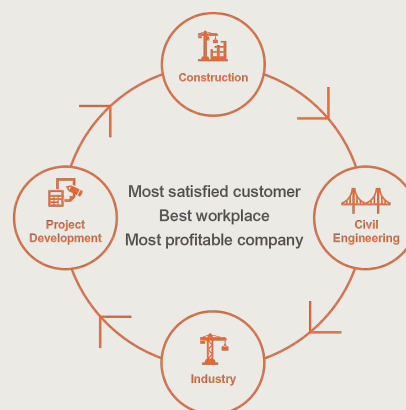 Construction
Most satisfied customer
Best workplace
Most profitable company
Project
Development
Civil
Engineering
Industry